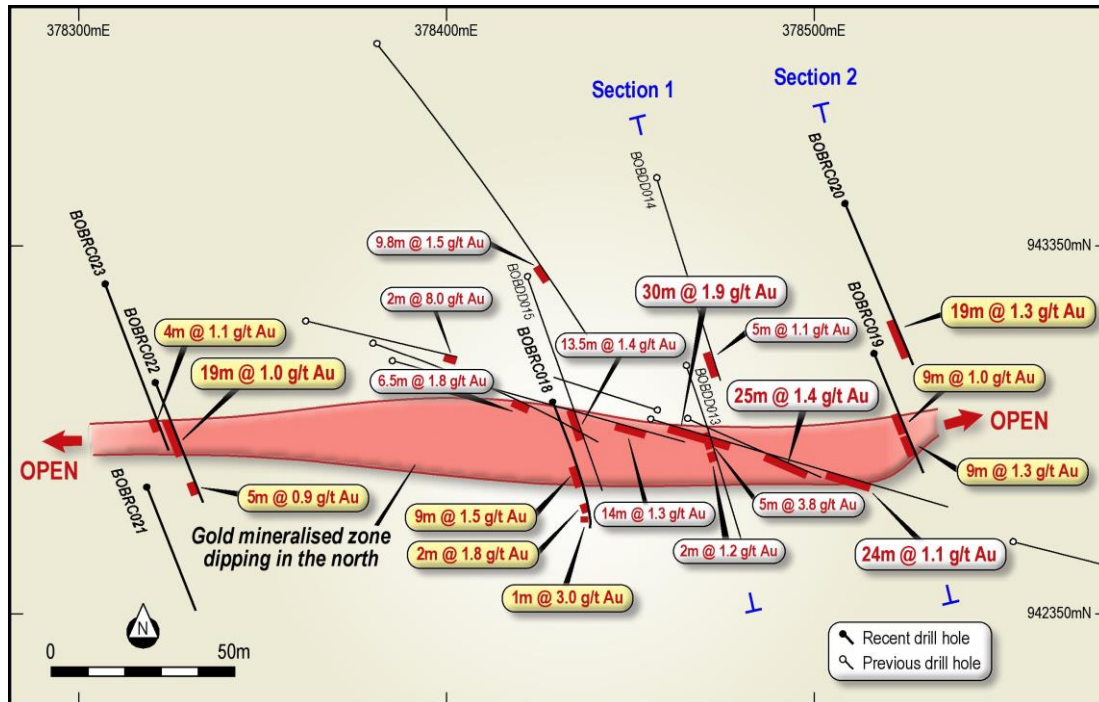 378300mE
378400mE
378500mE
Section 1
Section 2
BOBRC020
BOBDD014
943350mN
9.8m @ 1.5 g/t Au
BOBRC023
BOBDD015
30m @ 1.9 g/t Au
2m @ 8.0 g/t Au
BOBRC019
19m @ 1.3 g/t Au
4m @ 1.1 g/t Au
5m @ 1.1 g/t Au
BOBRC022
13.5m @ 1.4 g/t Au
BOBRC018
19m @ 1.0 g/t Au
9m @ 1.0 g/t Au
6.5m @ 1.8 g/t Au
BOBDD013
25m @ 1.4 g/t Au
OPEN
OPEN
BOBRC021
9m @ 1.3 g/t Au
5m @ 0.9 g/t Au
5m @ 3.8 g/t Au
9m @ 1.5 g/t Au
14m @ 1.3 g/t Au
Gold mineralised zone
dipping in the north
2m @ 1.8 g/t Au
2m @ 1.2 g/t Au
24m @ 1.1 g/t Au
1m @ 3.0 g/t Au
942350mN
N
0
50m
Recent drill hole
Previous drill hole